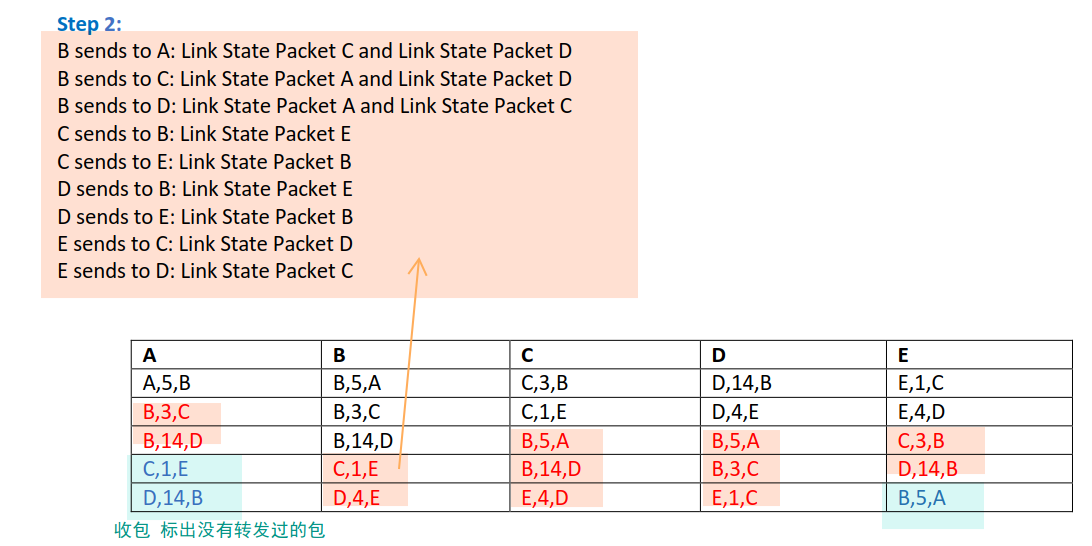 Step 2:
B sends to A: Link State Packet C and Link State Packet D
B sends to C: Link State Packet A and Link State Packet D
B sends to D: Link State Packet A and Link State Packet C
C sends to B: Link State Packet E
C sends to E: Link State Packet B
D sends to B: Link State Packet E
D sends to E: Link State Packet B
E sends to C: Link State Packet D
E sends to D: Link State Packet C
A B C D E
A,5,B B,5,A C,3,B D,14,B E,1,C
B,3,C B,3,C C,1,E D,4,E E,4,D
B,14,D B,14,D B,5,A B,5,A C,3,B
C,1,E C,1,E B,14,D B,3,C D,14,B
D,14,B D,4,E E,4,D E,1,C B,5,A
收包 标出没有转发过的包